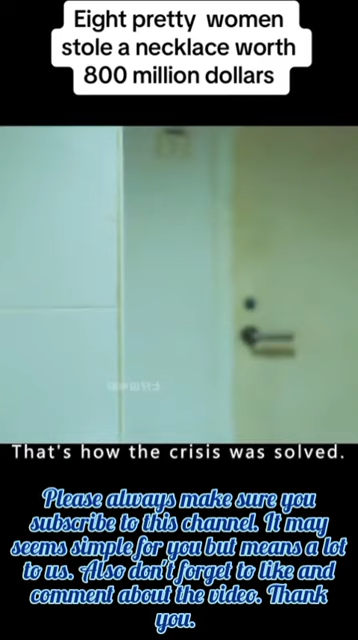 Eight pretty women
stole a necklace worth
800 million dollars
That's how the crisis was solved.
Please always make sure you
subscribe to this channel. It may
seems simple for you but means a lot
to us. Also don't forget to like and
comment about the video. Thank
you.